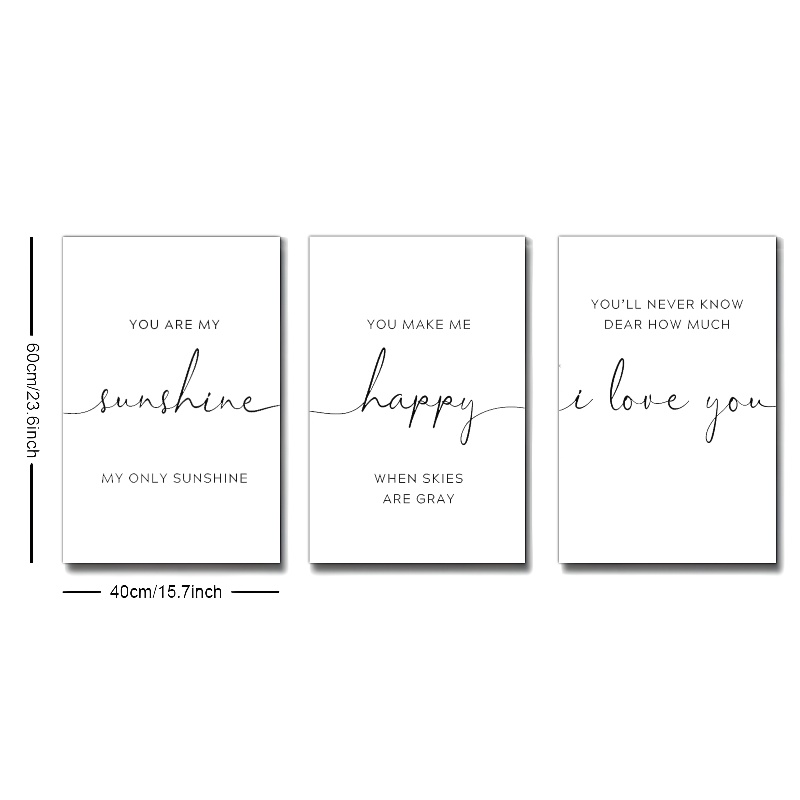 YOU ARE MY
sunshine
MY ONLY SUNSHINE
YOU MAKE ME
happy
WHEN SKIES
ARE GRAY
YOU'LL NEVER KNOW
DEAR HOW MUCH
i love you
60cm/23.6inch
40cm/15.7inch